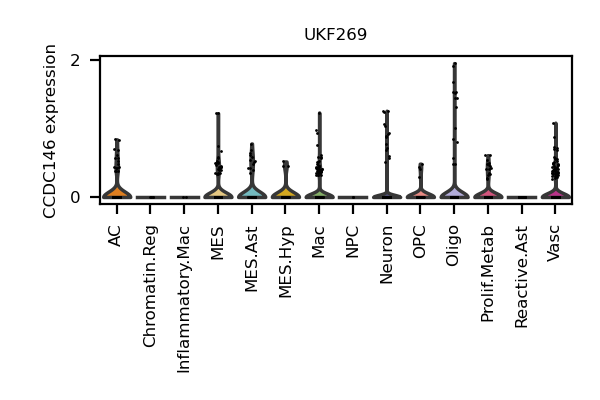 UKF269
CCDC146 expression
2
0
AC
Chromatin.Reg
Inflammatory.Mac
MES
MES.Ast
MES.Hyp
Mac
NPC
Neuron
OPC
Oligo
Prolif.Metab
Reactive.Ast
Vasc